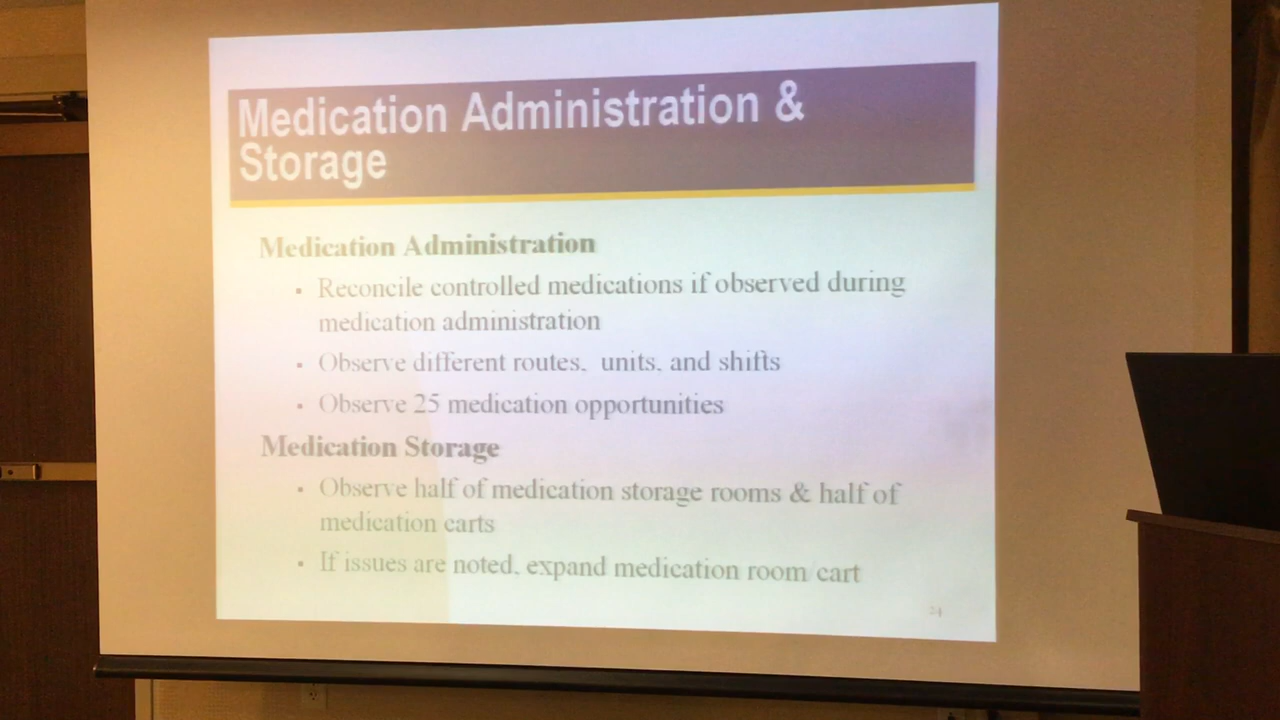 Medication Administration &
Storage
Medication Administration
▪ Reconcile controlled medications if observed during
medication administration
▪ Observe different routes, units, and shifts
▪ Observe 25 medication opportunities
Medication Storage
▪ Observe half of medication storage rooms & half of
medication carts
▪ If issues are noted, expand medication room cart
24